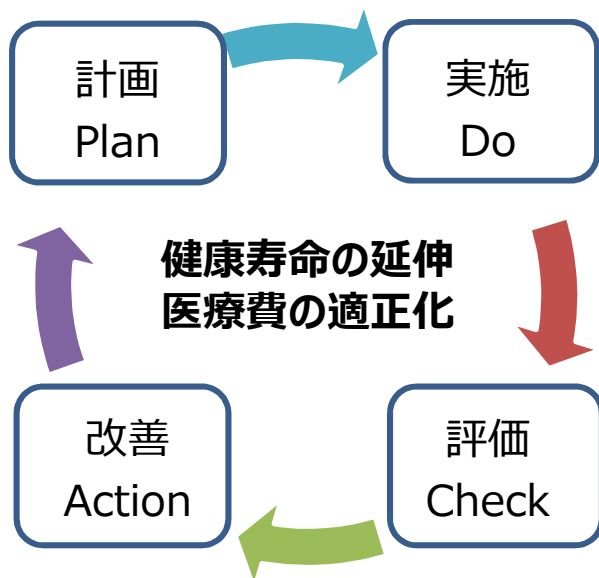 計画
Plan
実施
Do
健康寿命の延伸
医療費の適正化
改善
Action
評価
Check